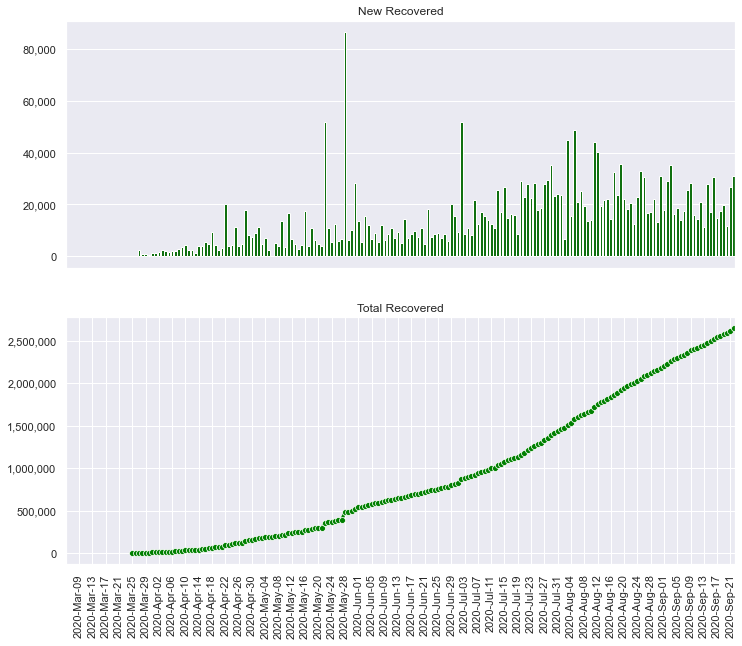 New Recovered
80,000
60,000
40,000
20,000
0
Total Recovered
2,500,000
2,000,000
1,500,000
1,000,000
500,000
0
2020-Mar-09
2020-Mar-13
2020-Mar-17
2020-Mar-21
2020-Mar-25
2020-Mar-29
2020-Apr-02
2020-Apr-06
2020-Apr-10
2020-Apr-14
2020-Apr-18
2020-Apr-22
2020-Apr-26
2020-Apr-30
2020-May-04
2020-May-08
2020-May-12
2020-May-16
2020-May-20
2020-May-24
2020-May-28
2020-Jun-01
2020-Jun-05
2020-Jun-09
2020-Jun-13
2020-Jun-17
2020-Jun-21
2020-Jun-25
2020-Jun-29
2020-Jul-03
2020-Jul-07
2020-Jul-11
2020-Jul-15
2020-Jul-19
2020-Jul-23
2020-Jul-27
2020-Jul-31
2020-Aug-04
2020-Aug-08
2020-Aug-12
2020-Aug-16
2020-Aug-20
2020-Aug-24
2020-Aug-28
2020-Sep-01
2020-Sep-05
2020-Sep-09
2020-Sep-13
2020-Sep-17
2020-Sep-21